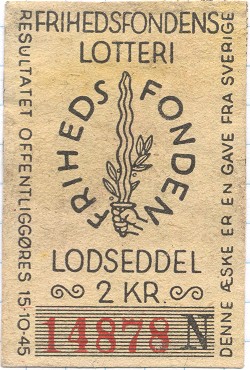 FRIHEDSFONDENS
LOTTERI
FRIHEDS
FONDEN
LODSEDDEL
2 KR.
14878 N
RESULTATET OFFENTLIGGØRES 15-10-45
DENNE ÆSKE ER EN GAVE FRA SVERIGE